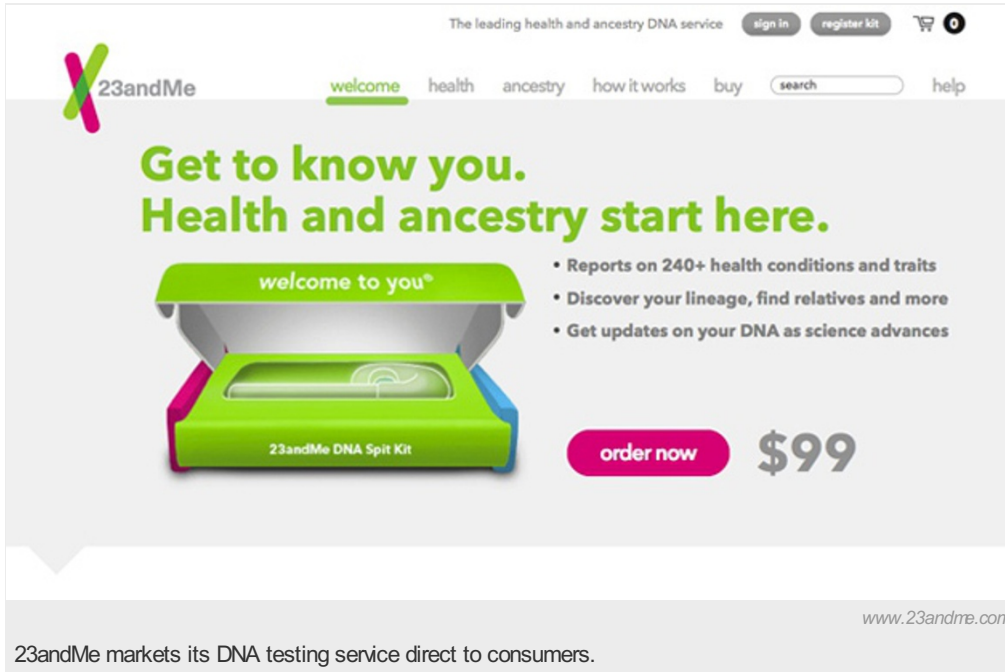 The leading health and ancestry DNA service sign in register kit 0
23andMe
welcome health ancestry how it works buy search help
Get to know you.
Health and ancestry start here.
welcome to you®
• Reports on 240+ health conditions and traits
• Discover your lineage, find relatives and more
• Get updates on your DNA as science advances
23andMe DNA Spit Kit
order now $99
www.23andme.com
23andMe markets its DNA testing service direct to consumers.